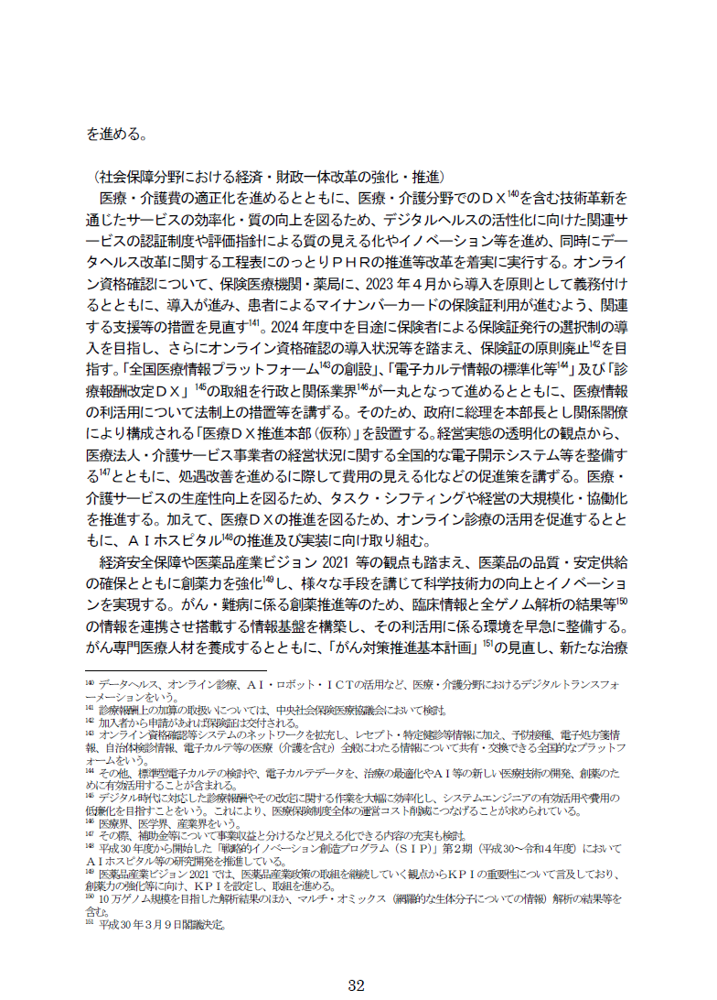 を進める。
（社会保障分野における経済・財政一体改革の強化・推進）
医療・介護費の適正化を進めるとともに、医療・介護分野でのＤＸ140を含む技術革新を
通じたサービスの効率化・質の向上を図るため、デジタルヘルスの活性化に向けた関連サ
ービスの認証制度や評価指針による質の見える化やイノベーション等を進め、同時にデー
タヘルス改革に関する工程表にのっとりＰＨＲの推進等改革を着実に実行する。オンライ
ン資格確認について、保険医療機関・薬局に、2023 年４月から導入を原則として義務付け
るとともに、導入が進み、患者によるマイナンバーカードの保険証利用が進むよう、関連
する支援等の措置を見直す141。2024 年度中を目途に保険者による保険証発行の選択制の導
入を目指し、さらにオンライン資格確認の導入状況等を踏まえ、保険証の原則廃止142を目
指す。「全国医療情報プラットフォーム143の創設」、「電子カルテ情報の標準化等144」及び「診
療報酬改定ＤＸ」145の取組を行政と関係業界146が一丸となって進めるとともに、医療情報
の利活用について法制上の措置等を講ずる。そのため、政府に総理を本部長とし関係閣僚
により構成される「医療ＤＸ推進本部（仮称）」を設置する。経営実態の透明化の観点から、
医療法人・介護サービス事業者の経営状況に関する全国的な電子開示システム等を整備す
る147とともに、処遇改善を進めるに際して費用の見える化などの促進策を講ずる。医療・
介護サービスの生産性向上を図るため、タスク・シフティングや経営の大規模化・協働化
を推進する。加えて、医療ＤＸの推進を図るため、オンライン診療の活用を促進するとと
もに、ＡＩホスピタル148の推進及び実装に向け取り組む。
経済安全保障や医薬品産業ビジョン 2021 等の観点も踏まえ、医薬品の品質・安定供給
の確保とともに創薬力を強化149し、様々な手段を講じて科学技術力の向上とイノベーショ
ンを実現する。がん・難病に係る創薬推進等のため、臨床情報と全ゲノム解析の結果等150
の情報を連携させ搭載する情報基盤を構築し、その利活用に係る環境を早急に整備する。
がん専門医療人材を養成するとともに、「がん対策推進基本計画」151の見直し、新たな治療
140 データヘルス、オンライン診療、ＡＩ・ロボット・ＩＣＴの活用など、医療・介護分野におけるデジタルトランスフォ
ーメーションをいう。
141 診療報酬上の加算の取扱いについては、中央社会保険医療協議会において検討。
142 加入者から申請があれば保険証は交付される。
143 オンライン資格確認等システムのネットワークを拡充し、レセプト・特定健診等情報に加え、予防接種、電子処方箋情
報、自治体検診情報、電子カルテ等の医療（介護を含む）全般にわたる情報について共有・交換できる全国的なプラットフ
ォームをいう。
144 その他、標準型電子カルテの検討や、電子カルテデータを、治療の最適化やＡＩ等の新しい医療技術の開発、創薬のた
めに有効活用することが含まれる。
145 デジタル時代に対応した診療報酬やその改定に関する作業を大幅に効率化し、システムエンジニアの有効活用や費用の
低廉化を目指すことをいう。これにより、医療保険制度全体の運営コスト削減につなげることが求められている。
146 医療界、医学界、産業界をいう。
147 その際、補助金等について事業収益と分けるなど見える化できる内容の充実も検討。
148 平成 30 年度から開始した「戦略的イノベーション創造プログラム（ＳＩＰ）」第２期（平成 30～令和４年度）において
ＡＩホスピタル等の研究開発を推進している。
149 医薬品産業ビジョン 2021 では、医薬品産業政策の取組を継続していく観点からＫＰＩの重要性について言及しており、
創薬力の強化等に向け、ＫＰＩを設定し、取組を進める。
150 10 万ゲノム規模を目指した解析結果のほか、マルチ・オミックス（網羅的な生体分子についての情報）解析の結果等を
含む。
151 平成 30 年３月９日閣議決定。
32